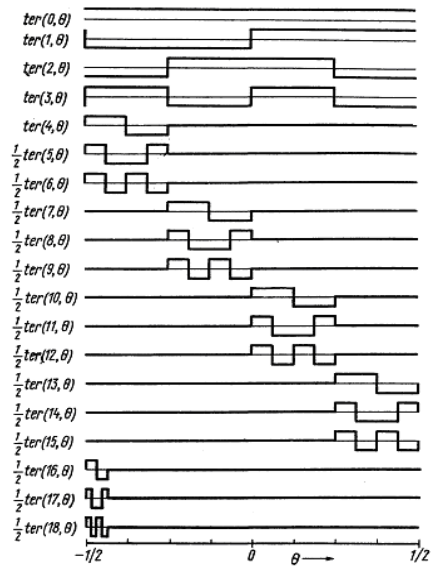 ter(0,θ)
ter(1,θ)
ter(2,θ)
ter(3,θ)
ter(4,θ)
1/2 ter(5,θ)
1/2 ter(6,θ)
1/2 ter(7,θ)
1/2 ter(8,θ)
1/2 ter(9,θ)
1/2 ter(10,θ)
1/2 ter(11,θ)
1/2 ter(12,θ)
1/2 ter(13,θ)
1/2 ter(14,θ)
1/2 ter(15,θ)
1/2 ter(16,θ)
1/2 ter(17,θ)
1/2 ter(18,θ)
-1/2 0 θ → 1/2